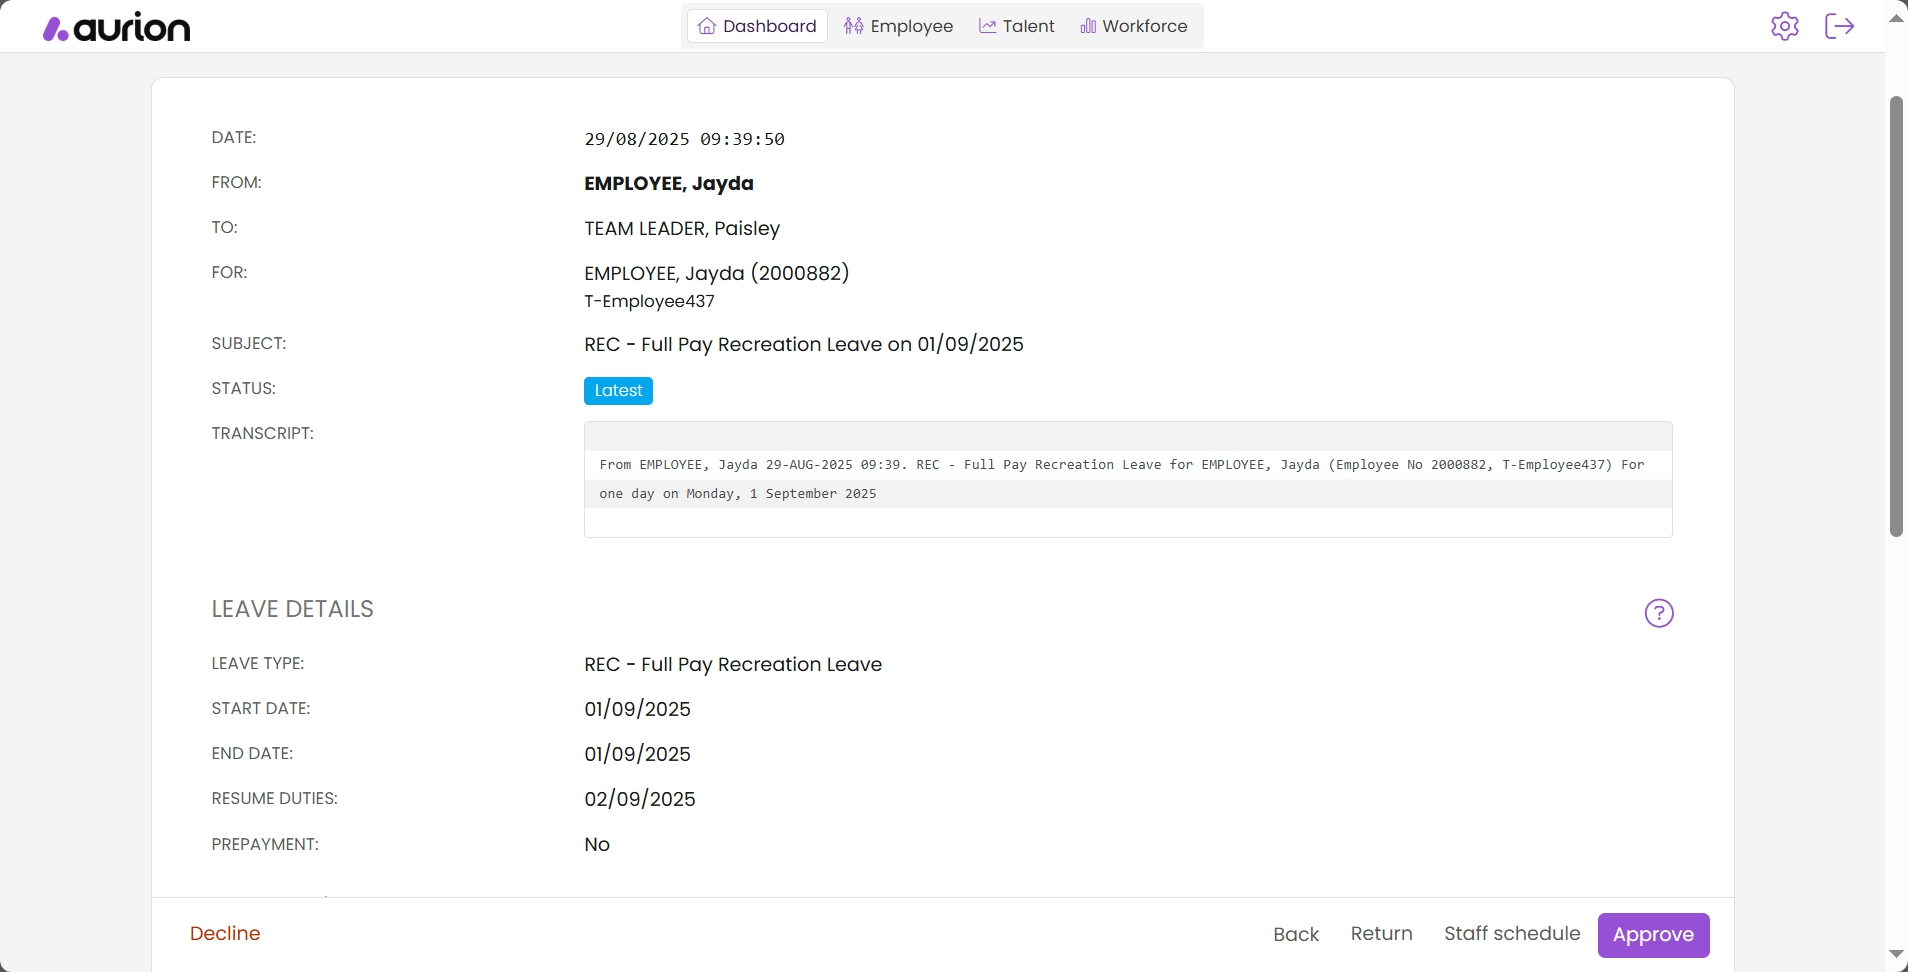 aurion
Dashboard
Employee
Talent
Workforce
DATE:
29/08/2025 09:39:50
FROM:
EMPLOYEE, Jayda
TO:
TEAM LEADER, Paisley
FOR:
EMPLOYEE, Jayda (2000882)
T-Employee437
SUBJECT:
REC - Full Pay Recreation Leave on 01/09/2025
STATUS:
Latest
TRANSCRIPT:
From EMPLOYEE, Jayda 29-AUG-2025 09:39. REC - Full Pay Recreation Leave for EMPLOYEE, Jayda (Employee No 2000882, T-Employee437) For
one day on Monday, 1 September 2025
LEAVE DETAILS
?
LEAVE TYPE:
REC - Full Pay Recreation Leave
START DATE:
01/09/2025
END DATE:
01/09/2025
RESUME DUTIES:
02/09/2025
PREPAYMENT:
No
Decline
Back
Return
Staff schedule
Approve